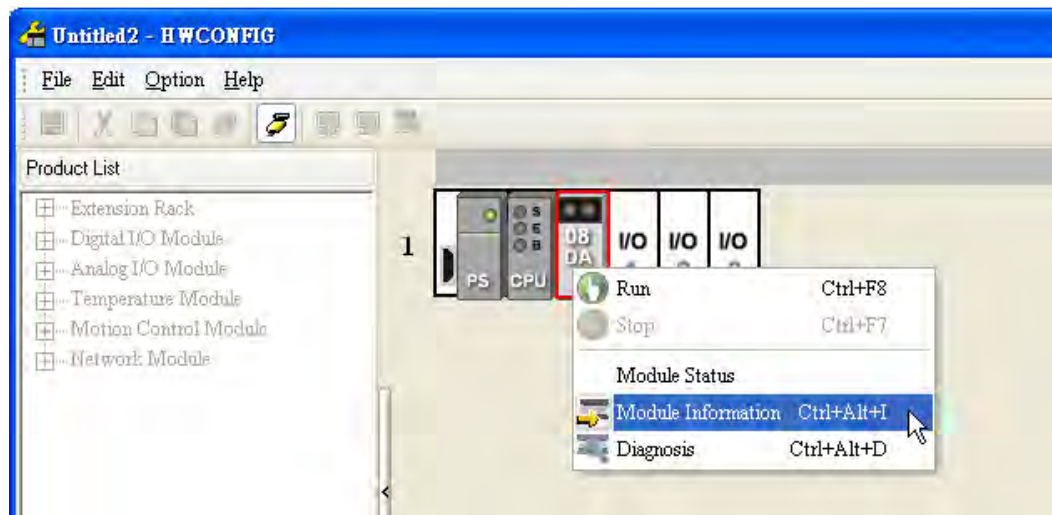 Untitled2 - HWCONFIG
File Edit Option Help
Product List
Extension Rack
Digital I/O Module
Analog I/O Module
Temperature Module
Motion Control Module
Network Module
1
PS
CPU
S
E
B
08
DA
I/O
I/O
I/O
Run Ctrl+F8
Stop Ctrl+F7
Module Status
Module Information Ctrl+Alt+I
Diagnosis Ctrl+Alt+D